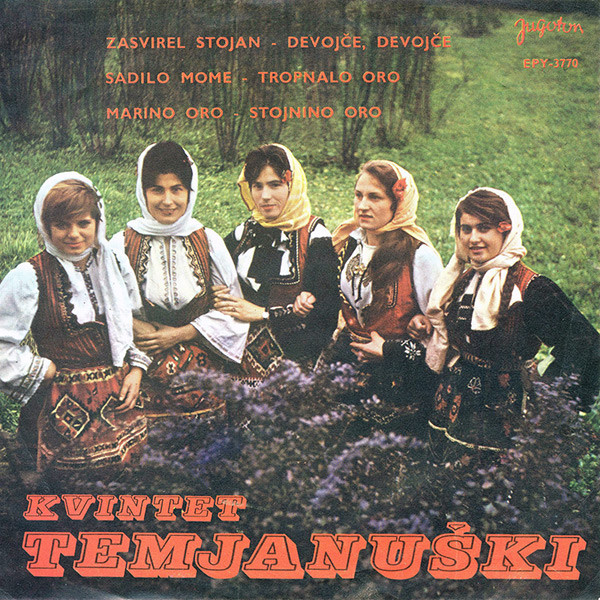 Jugoton
EPY-3770
ZASVIREL STOJAN - DEVOJČE, DEVOJČE
SADILO MOME - TROPNALO ORO
MARINO ORO - STOJNINO ORO
KVINTET
TEMJANUŠKI